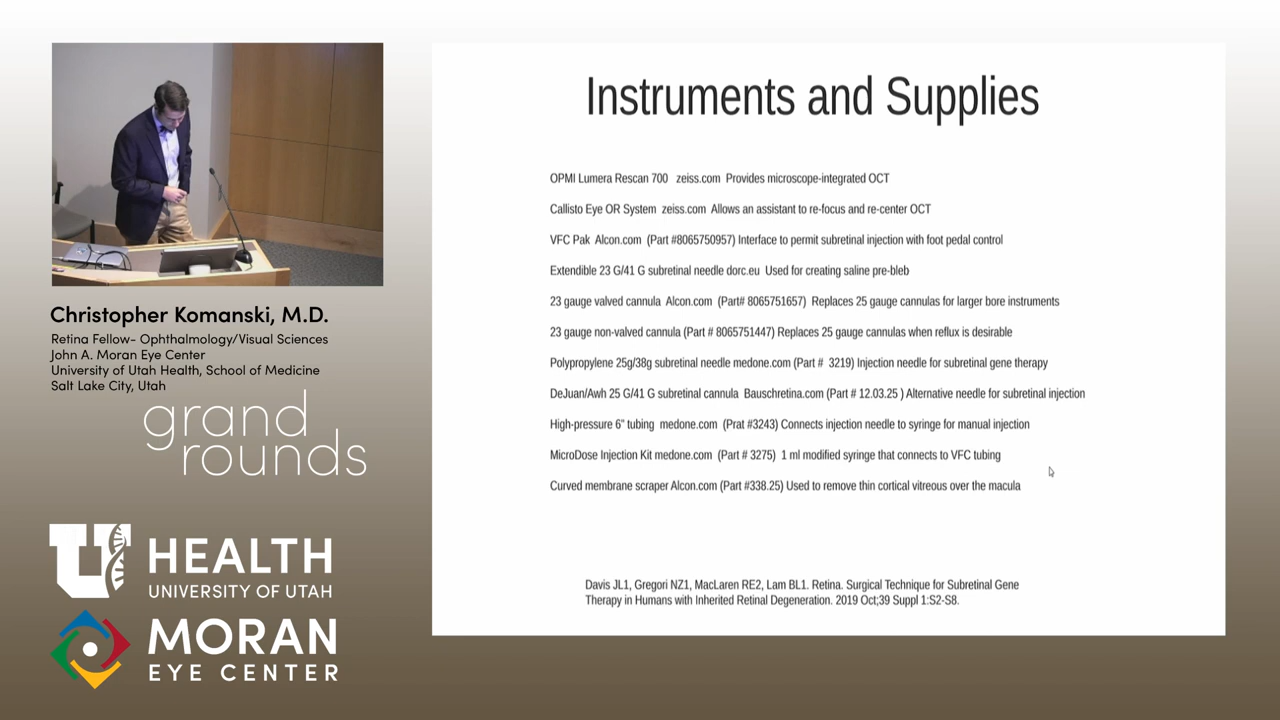 Instruments and Supplies
OPMI Lumera Rescan 700 zeiss.com Provides microscope-integrated OCT
Callisto Eye OR System zeiss.com Allows an assistant to re-focus and re-center OCT
VFC Pak Alcon.com (Part #8065750957) Interface to permit subretinal injection with foot pedal control
Extendible 23 G/41 G subretinal needle dorc.eu Used for creating saline pre-bleb
23 gauge valved cannula Alcon.com (Part# 8065751657) Replaces 25 gauge cannulas for larger bore instruments
23 gauge non-valved cannula (Part # 8065751447) Replaces 25 gauge cannulas when reflux is desirable
Polypropylene 25g/38g subretinal needle medone.com (Part # 3219) Injection needle for subretinal gene therapy
DeJuan/Awh 25 G/41 G subretinal cannula Bauschretina.com (Part # 12.03.25 ) Alternative needle for subretinal injection
High-pressure 6" tubing medone.com (Prat #3243) Connects injection needle to syringe for manual injection
MicroDose Injection Kit medone.com (Part # 3275) 1 ml modified syringe that connects to VFC tubing
Curved membrane scraper Alcon.com (Part #338.25) Used to remove thin cortical vitreous over the macula
Davis JL1, Gregori NZ1, MacLaren RE2, Lam BL1. Retina. Surgical Technique for Subretinal Gene
Therapy in Humans with Inherited Retinal Degeneration. 2019 Oct;39 Suppl 1:S2-S8.
Christopher Komanski, M.D.
Retina Fellow- Ophthalmology/Visual Sciences
John A. Moran Eye Center
University of Utah Health, School of Medicine
Salt Lake City, Utah
grand
rounds
U HEALTH
UNIVERSITY OF UTAH
MORAN
EYE CENTER